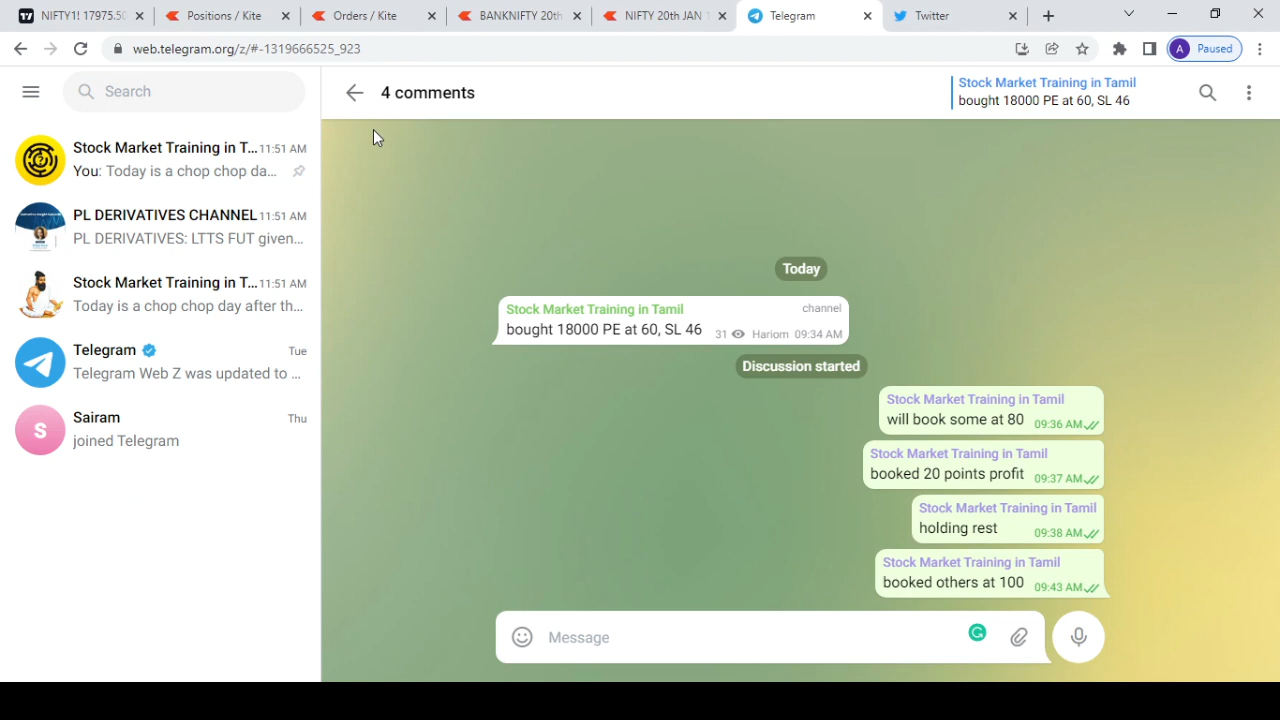 NIFTY1! 17975.50
Positions / Kite
Orders / Kite
BANKNIFTY 20th
NIFTY 20th JAN
Telegram
Twitter
web.telegram.org/z/#-1319666525_923
A Paused
Search
4 comments
Stock Market Training in Tamil
bought 18000 PE at 60, SL 46
Stock Market Training in T... 11:51 AM
You: Today is a chop chop da...
PL DERIVATIVES CHANNEL 11:51 AM
PL DERIVATIVES: LTTS FUT given...
Stock Market Training in T... 11:51 AM
Today is a chop chop day after th...
Telegram Tue
Telegram Web Z was updated to ...
S
Sairam Thu
joined Telegram
Today
Stock Market Training in Tamil channel
bought 18000 PE at 60, SL 46 31 Hariom 09:34 AM
Discussion started
Stock Market Training in Tamil
will book some at 80 09:36 AM
Stock Market Training in Tamil
booked 20 points profit 09:37 AM
Stock Market Training in Tamil
holding rest 09:38 AM
Stock Market Training in Tamil
booked others at 100 09:43 AM
Message